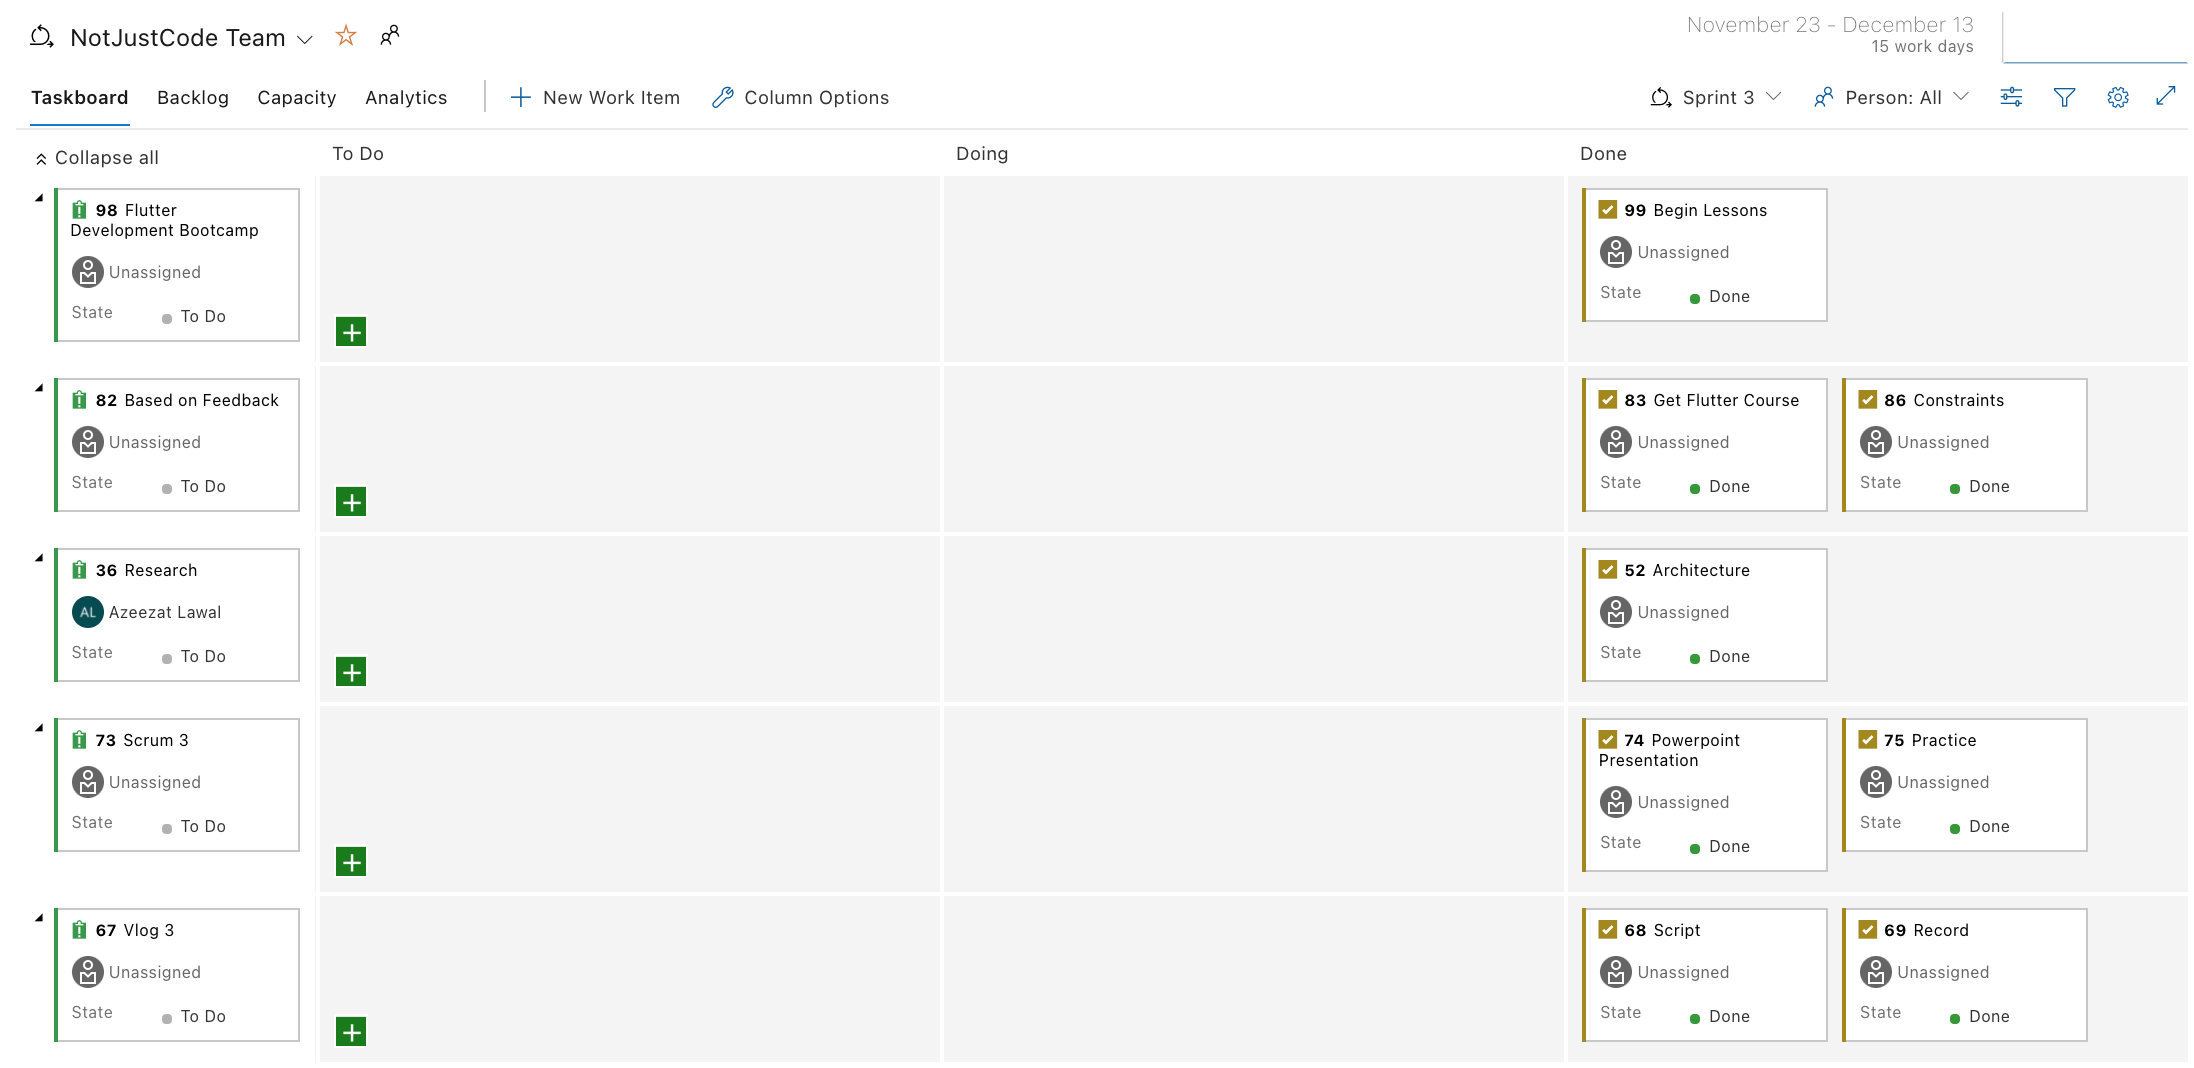 NotJustCode Team
November 23 - December 13
15 work days
Taskboard Backlog Capacity Analytics New Work Item Column Options Sprint 3 Person: All
Collapse all To Do Doing Done
98 Flutter
Development Bootcamp
Unassigned
State To Do
99 Begin Lessons
Unassigned
State Done
82 Based on Feedback
Unassigned
State To Do
83 Get Flutter Course
Unassigned
State Done
86 Constraints
Unassigned
State Done
36 Research
AL Azeezat Lawal
State To Do
52 Architecture
Unassigned
State Done
73 Scrum 3
Unassigned
State To Do
74 Powerpoint
Presentation
Unassigned
State Done
75 Practice
Unassigned
State Done
67 Vlog 3
Unassigned
State To Do
68 Script
Unassigned
State Done
69 Record
Unassigned
State Done